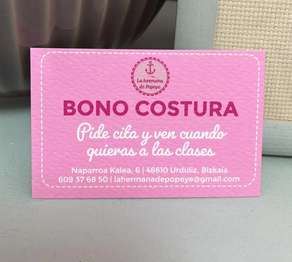 La hermana
de Popeye
BONO COSTURA
Pide cita y ven cuando
quieras a las clases
Naparroa Kalea, 6 | 48610 Urduliz, Bizkaia
609 37 68 50 | lahermanadepopeye@gmail.com